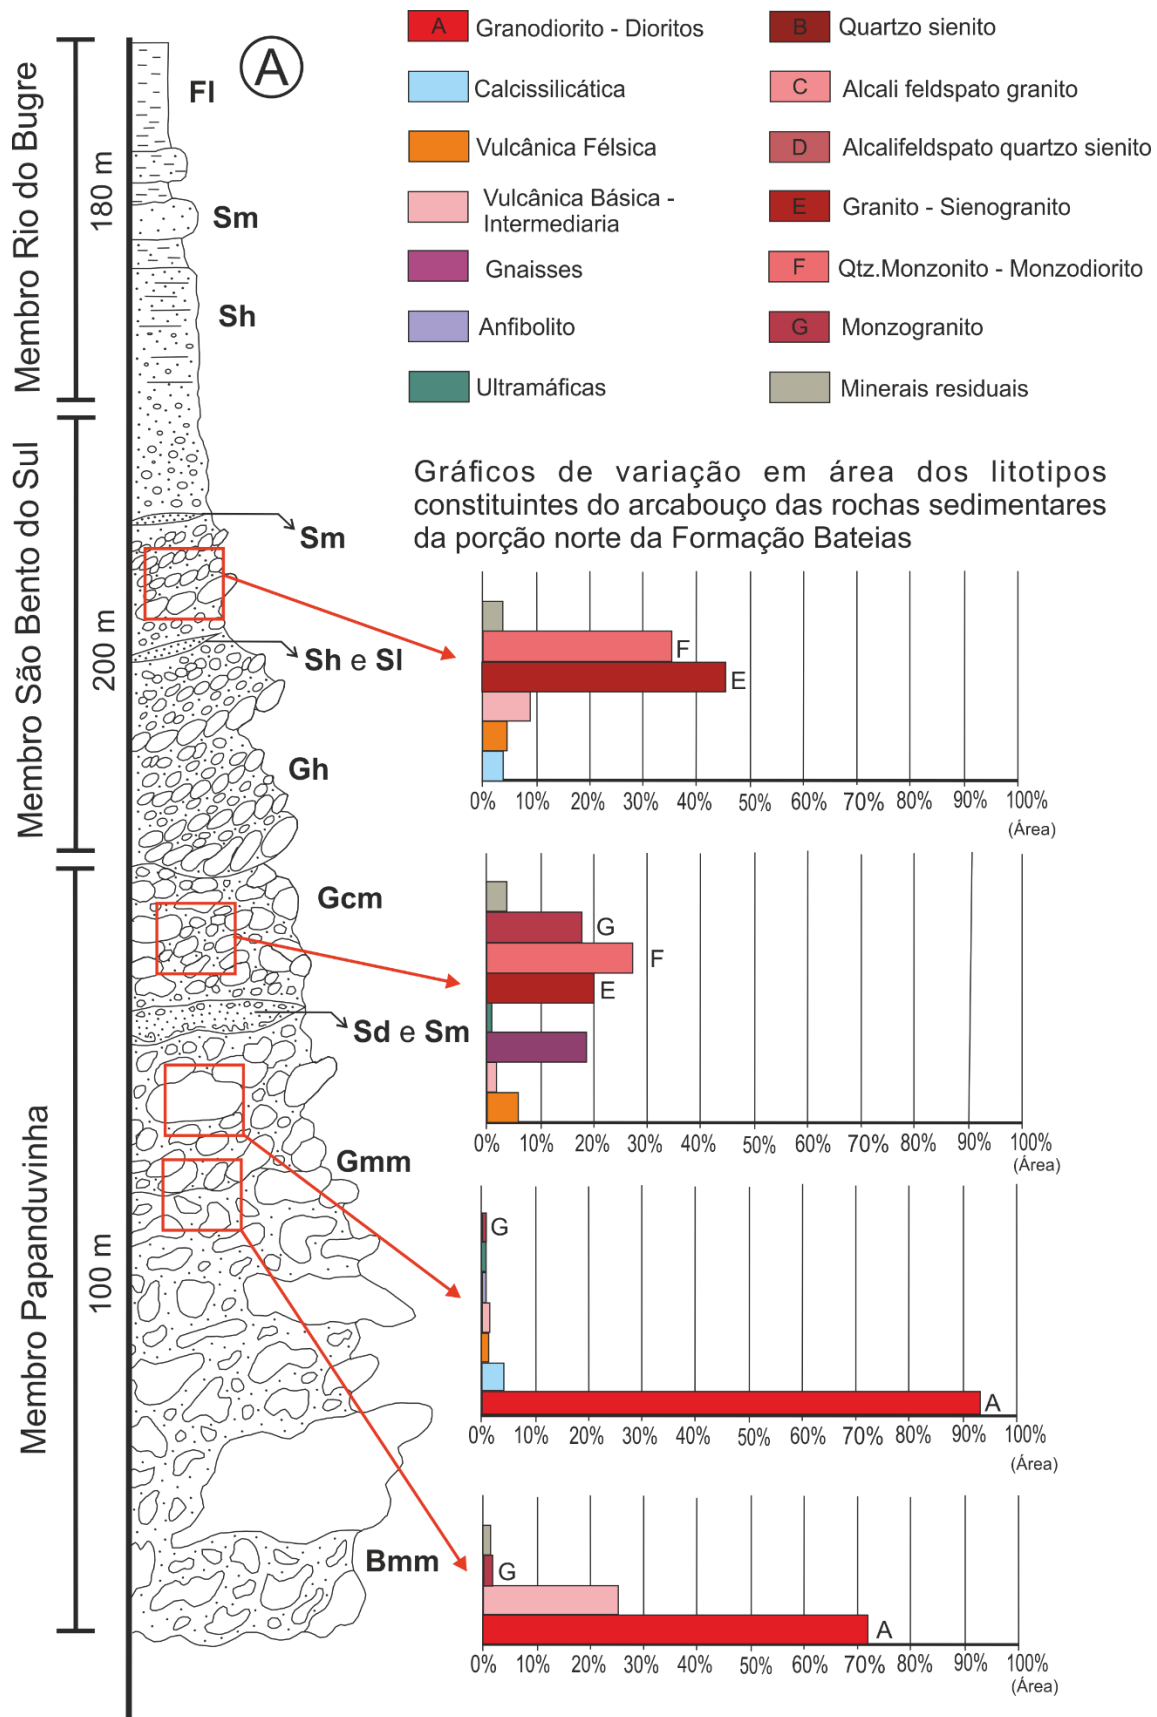 A
Membro Rio do Bugre
180 m
Fl
Sm
Sh
Membro São Bento do Sul
200 m
Sm
Sh e Sl
Gh
Membro Papanduvinha
100 m
Gcm
Sd e Sm
Gmm
Bmm
A Granodiorito - Dioritos
Calcissilicática
Vulcânica Félsica
Vulcânica Básica -
Intermediaria
Gnaisses
Anfibolito
Ultramáficas
B Quartzo sienito
C Alcali feldspato granito
D Alcalifeldspato quartzo sienito
E Granito - Sienogranito
F Qtz.Monzonito - Monzodiorito
G Monzogranito
Minerais residuais
Gráficos de variação em área dos litotipos
constituintes do arcabouço das rochas sedimentares
da porção norte da Formação Bateias
F
E
0% 10% 20% 30% 40% 50% 60% 70% 80% 90% 100%
(Área)
G
F
E
0% 10% 20% 30% 40% 50% 60% 70% 80% 90% 100%
(Área)
G
A
0% 10% 20% 30% 40% 50% 60% 70% 80% 90% 100%
(Área)
G
A
0% 10% 20% 30% 40% 50% 60% 70% 80% 90% 100%
(Área)